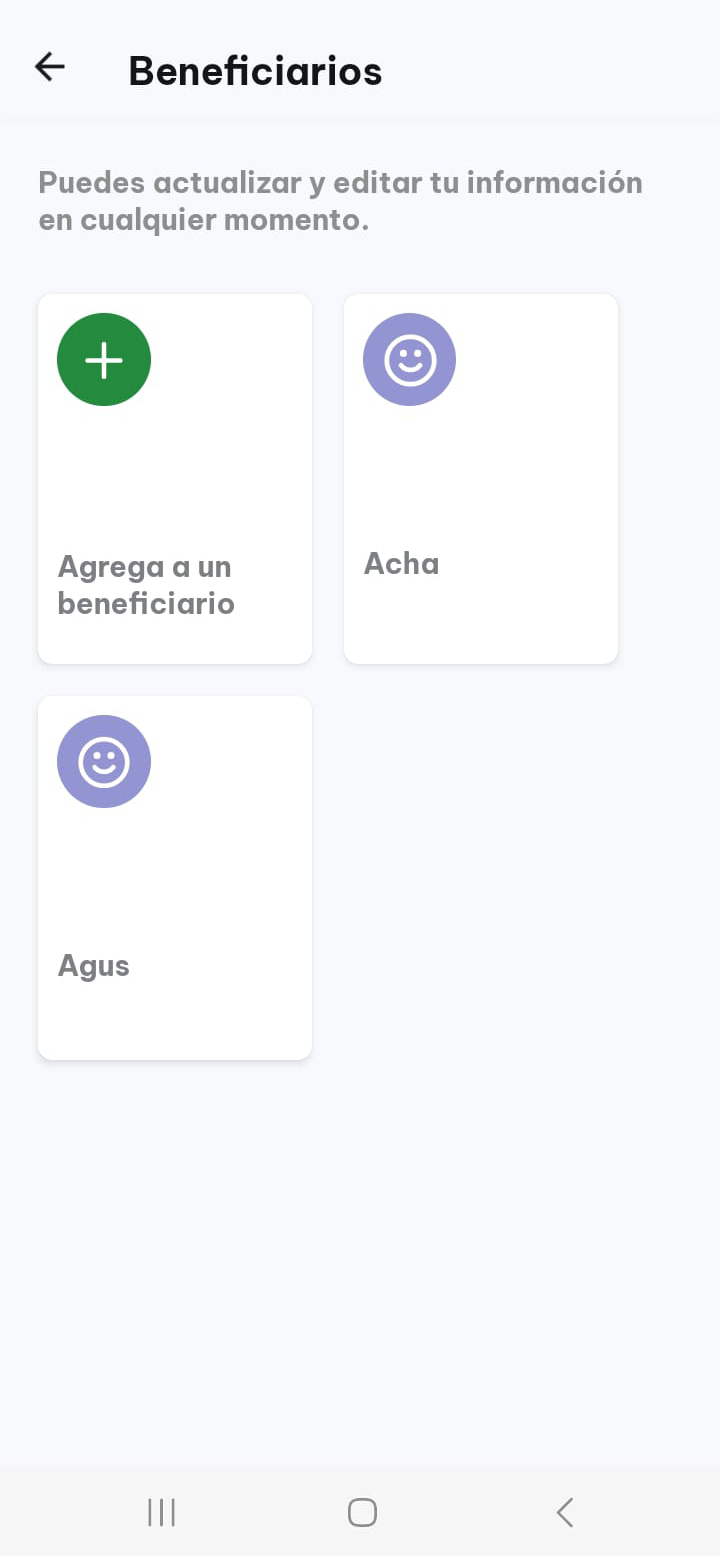 Beneficiarios
Puedes actualizar y editar tu información
en cualquier momento.
Agrega a un
beneficiario
Acha
Agus